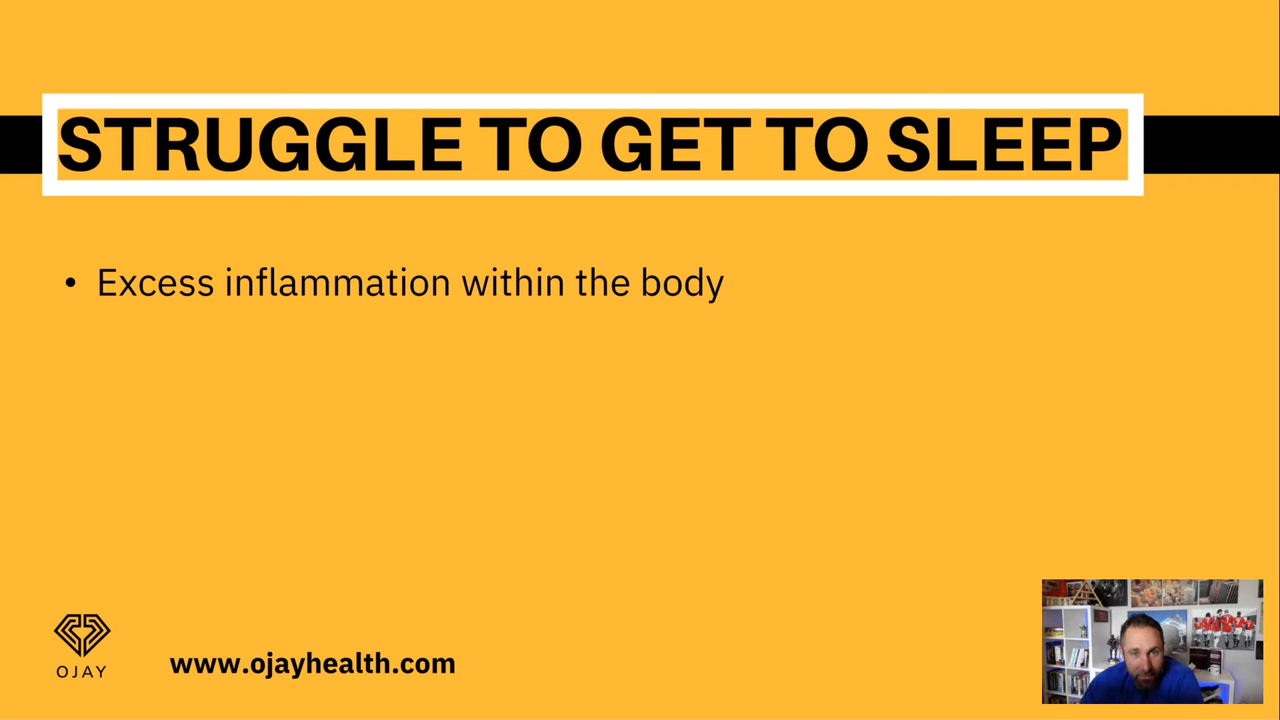 STRUGGLE TO GET TO SLEEP
• Excess inflammation within the body
OJAY
www.ojayhealth.com